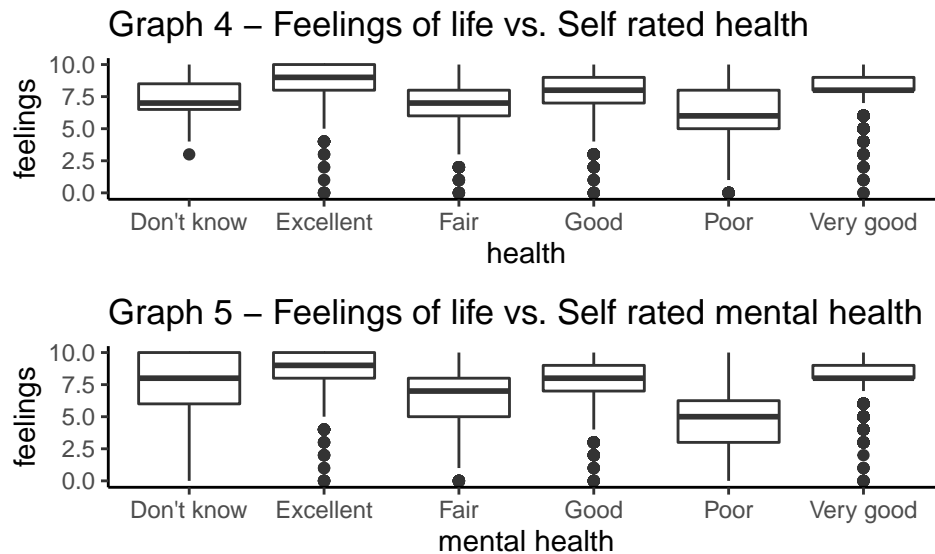 Graph 4 – Feelings of life vs. Self rated health
feelings
10.0
7.5
5.0
2.5
0.0
Don't know Excellent Fair Good Poor Very good
health
Graph 5 – Feelings of life vs. Self rated mental health
feelings
10.0
7.5
5.0
2.5
0.0
Don't know Excellent Fair Good Poor Very good
mental health